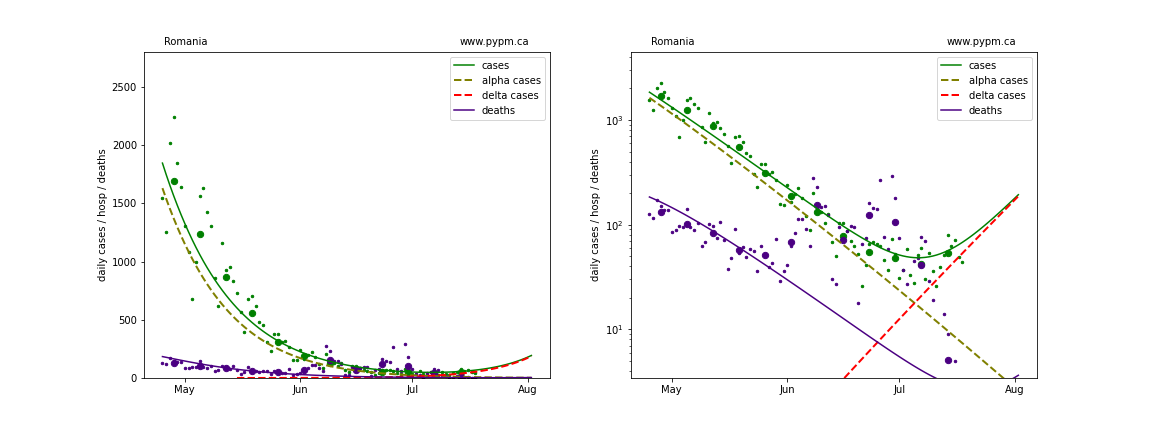 Romania www.pypm.ca
cases
alpha cases
delta cases
deaths
daily cases / hosp / deaths
2500
2000
1500
1000
500
0
May Jun Jul Aug
Romania www.pypm.ca
cases
alpha cases
delta cases
deaths
daily cases / hosp / deaths
10³
10²
10¹
May Jun Jul Aug